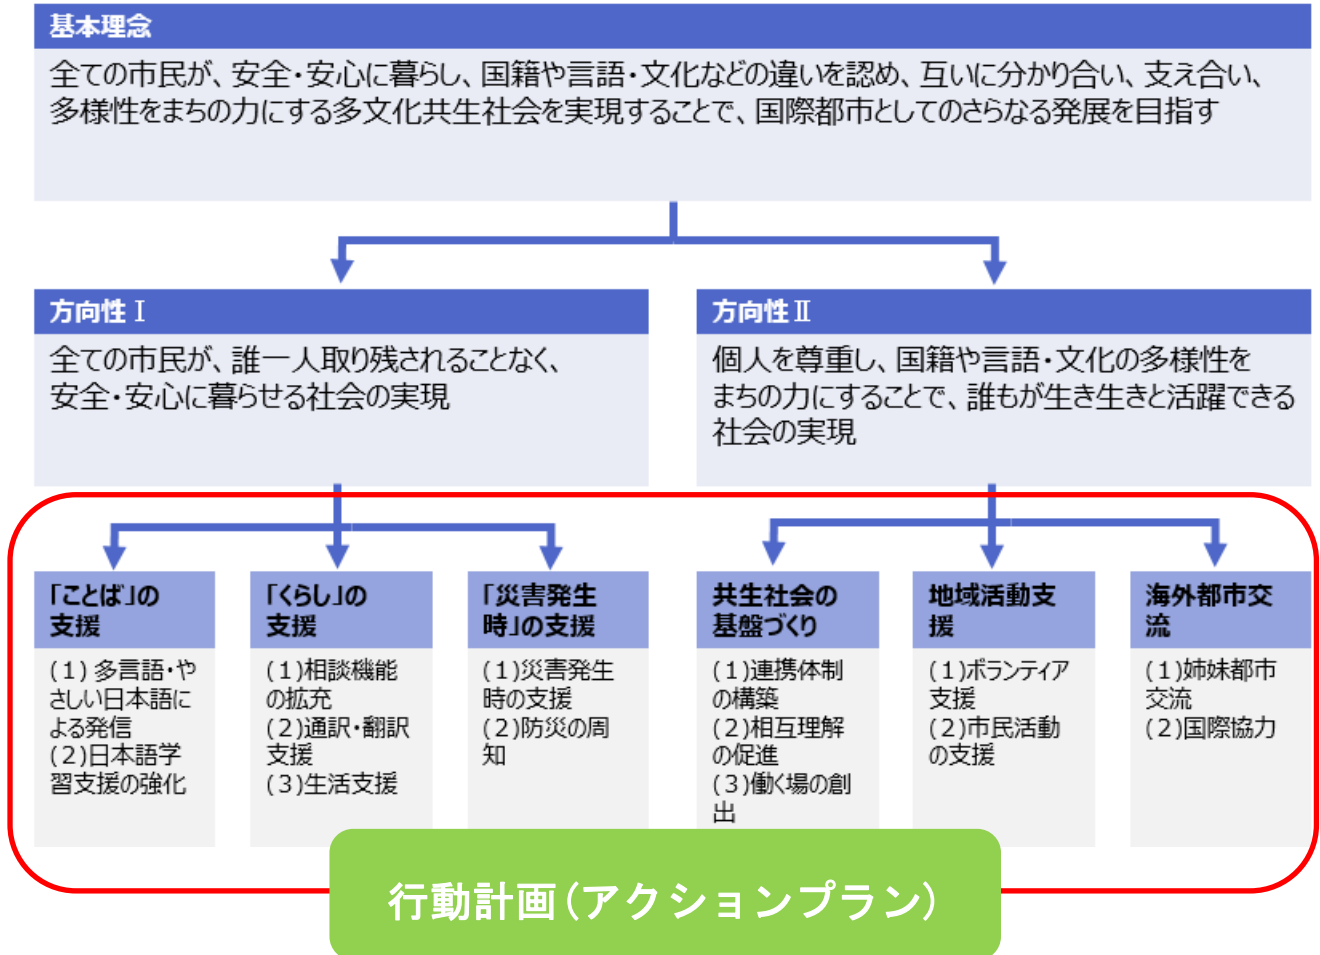 基本理念
全ての市民が、安全・安心に暮らし、国籍や言語・文化などの違いを認め、互いに分かり合い、支え合い、
多様性をまちの力にする多文化共生社会を実現することで、国際都市としてのさらなる発展を目指す
方向性Ⅰ
全ての市民が、誰一人取り残されることなく、
安全・安心に暮らせる社会の実現
方向性Ⅱ
個人を尊重し、国籍や言語・文化の多様性を
まちの力にすることで、誰もが生き生きと活躍できる
社会の実現
「ことば」の
支援
(1) 多言語・や
さしい日本語に
よる発信
(2)日本語学
習支援の強化
「くらし」の
支援
(1)相談機能
の拡充
(2)通訳・翻訳
支援
(3)生活支援
「災害発生
時」の支援
(1)災害発生
時の支援
(2)防災の周
知
共生社会の
基盤づくり
(1)連携体制
の構築
(2)相互理解
の促進
(3)働く場の創
出
地域活動支
援
(1)ボランティア
支援
(2)市民活動
の支援
海外都市交
流
(1)姉妹都市
交流
(2)国際協力
行動計画(アクションプラン)